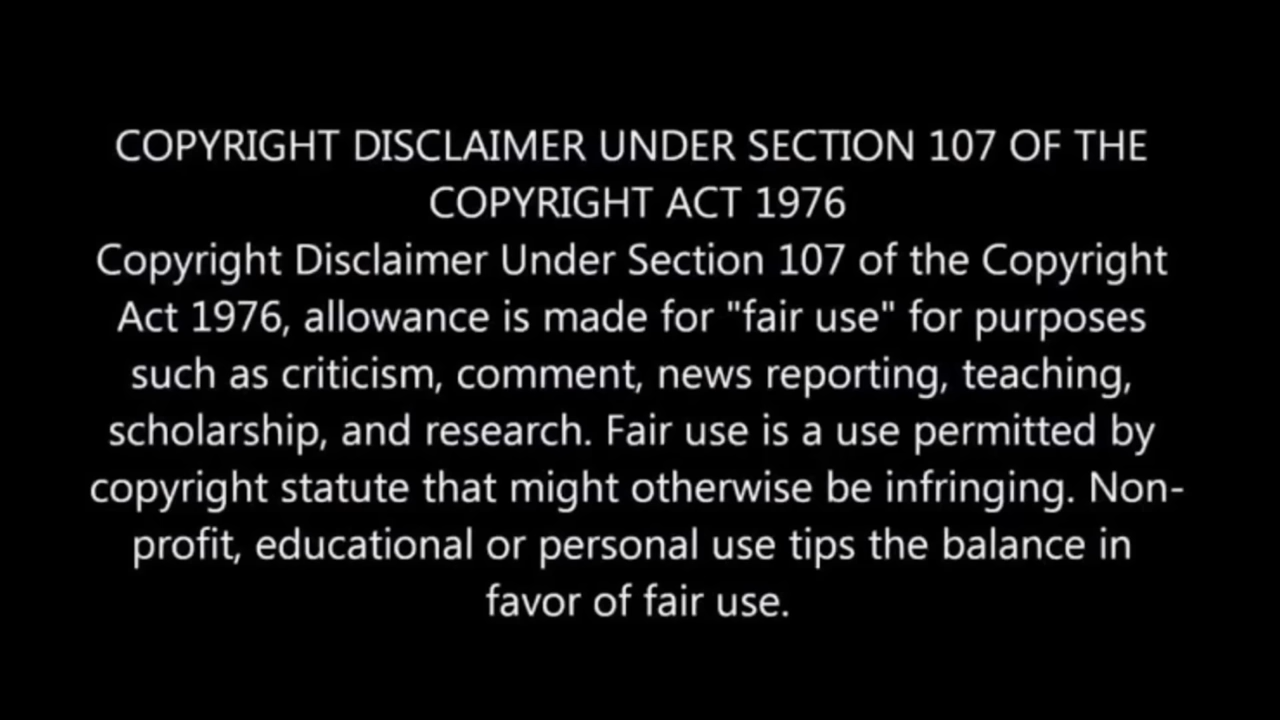 COPYRIGHT DISCLAIMER UNDER SECTION 107 OF THE
COPYRIGHT ACT 1976
Copyright Disclaimer Under Section 107 of the Copyright
Act 1976, allowance is made for "fair use" for purposes
such as criticism, comment, news reporting, teaching,
scholarship, and research. Fair use is a use permitted by
copyright statute that might otherwise be infringing. Non-
profit, educational or personal use tips the balance in
favor of fair use.